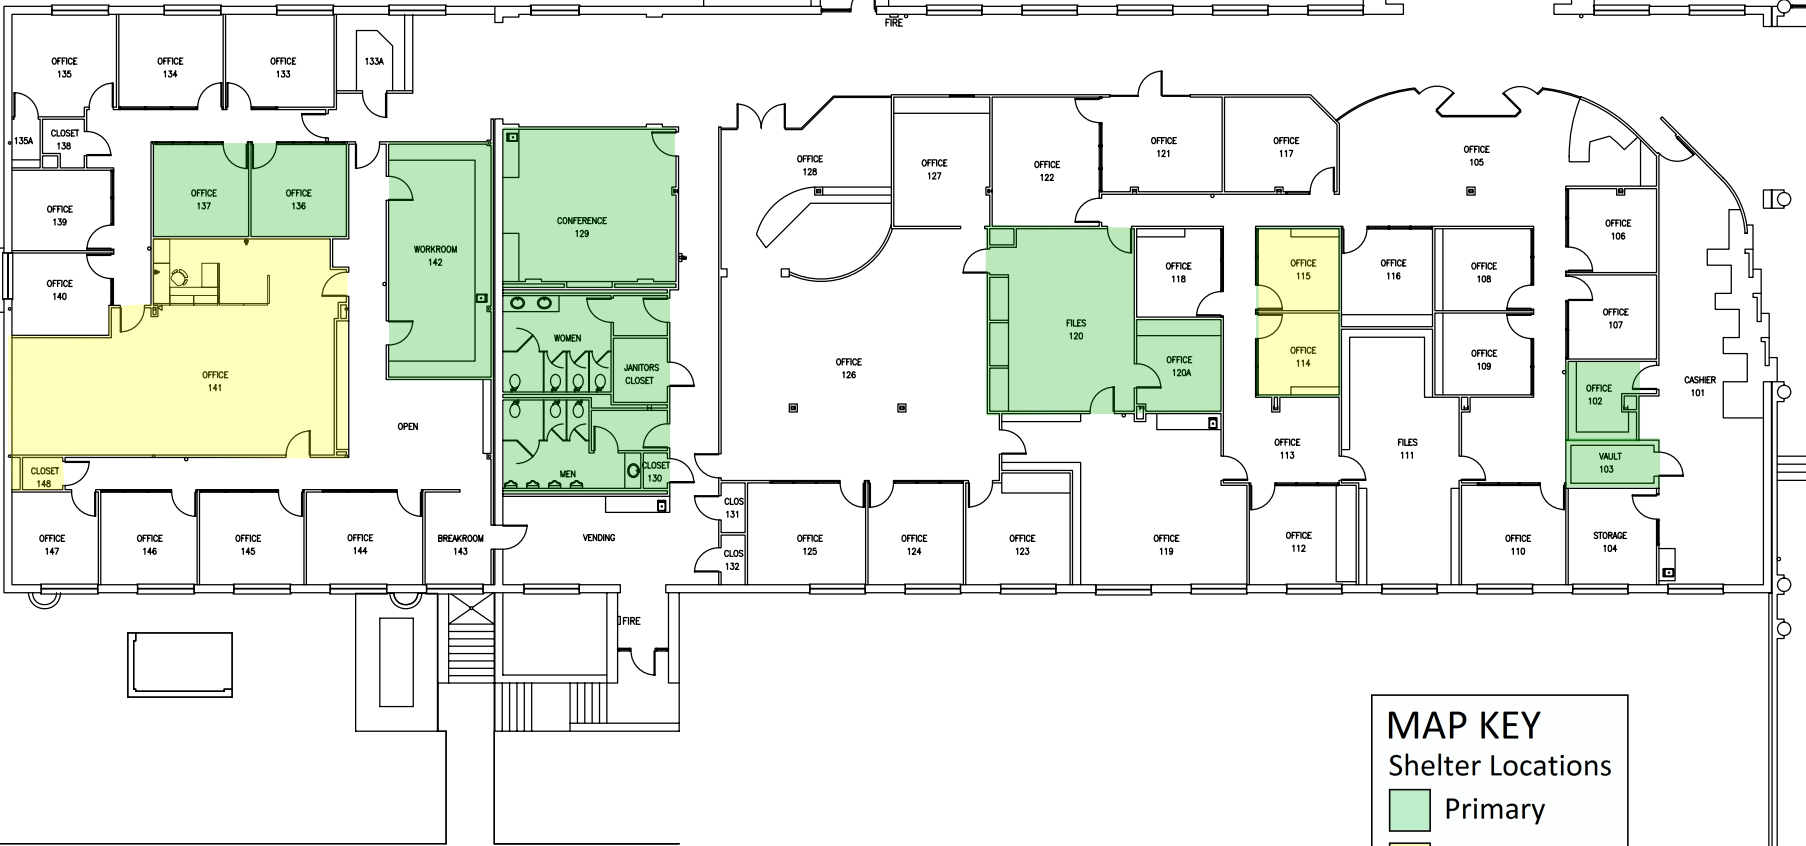 FIRE
OFFICE
135
OFFICE
134
OFFICE
133
133A
135A
CLOSET
138
OFFICE
137
OFFICE
136
OFFICE
139
OFFICE
140
WORKROOM
142
CONFERENCE
129
OFFICE
128
OFFICE
127
OFFICE
122
OFFICE
121
OFFICE
117
OFFICE
105
OFFICE
106
OFFICE
107
OFFICE
118
OFFICE
115
OFFICE
116
OFFICE
108
FILES
120
OFFICE
120A
OFFICE
114
OFFICE
109
OFFICE
102
CASHIER
101
WOMEN
JANITORS
CLOSET
OFFICE
126
OFFICE
141
OPEN
MEN
CLOSET
130
CLOSET
148
OFFICE
113
FILES
111
VAULT
103
OFFICE
147
OFFICE
146
OFFICE
145
OFFICE
144
BREAKROOM
143
VENDING
CLOS
131
CLOS
132
OFFICE
125
OFFICE
124
OFFICE
123
OFFICE
119
OFFICE
112
OFFICE
110
STORAGE
104
FIRE
MAP KEY
Shelter Locations
Primary